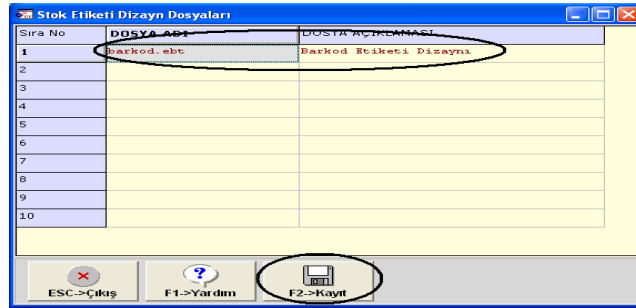 Stok Etiketi Dizayn Dosyaları
Sıra No DOSYA ADI DOSYA AÇIKLAMASI
1 barkod.ebt Barkod Etiketi Dizaynı
2
3
4
5
6
7
8
9
10
ESC->Çıkış F1->Yardım F2->Kayıt